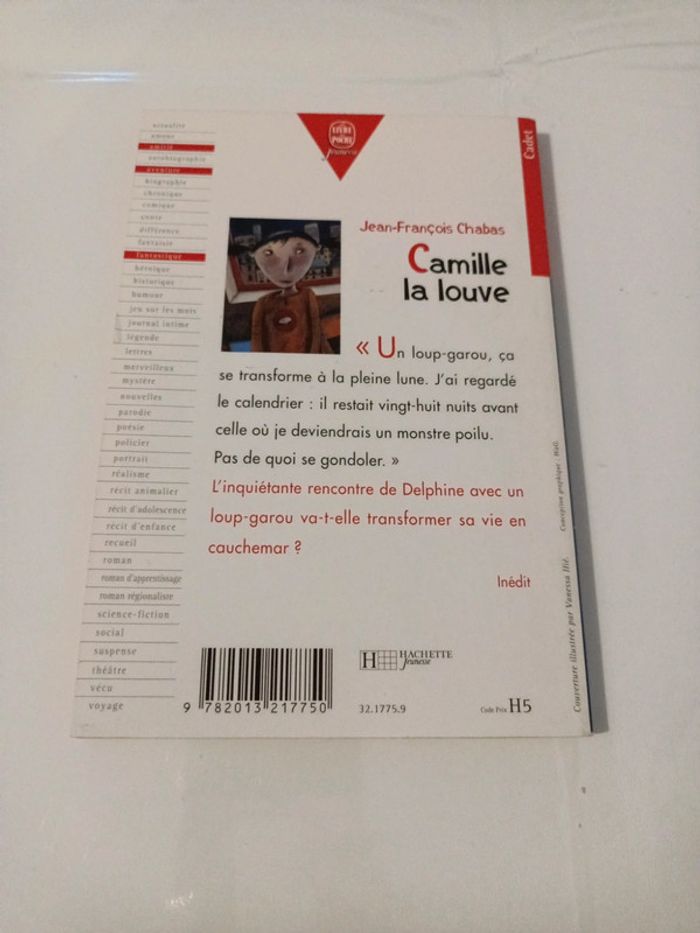 actualité
amour
amitié
autobiographie
aventure
biographie
chronique
comique
conte
différence
fantaisie
fantastique
héroïque
historique
humour
jeu sur les mots
journal intime
légende
lettres
merveilleux
mystère
nouvelles
parodie
poésie
policier
portrait
réalisme
récit animalier
récit d'adolescence
récit d'enfance
recueil
roman
roman d'apprentissage
roman régionaliste
science-fiction
social
suspense
théâtre
vécu
voyage
LE LIVRE
DE POCHE
Jeunesse
Cadet
Jean-François Chabas
Camille
la louve
« Un loup-garou, ça
se transforme à la pleine lune. J'ai regardé
le calendrier : il restait vingt-huit nuits avant
celle où je deviendrais un monstre poilu.
Pas de quoi se gondoler. »
L'inquiétante rencontre de Delphine avec un
loup-garou va-t-elle transformer sa vie en
cauchemar ?
Inédit
9 782013 217750
H HACHETTE
Jeunesse
32.1775.9
Code Prix H5
Couverture illustrée par Vanessa Hié.
Conception graphique :